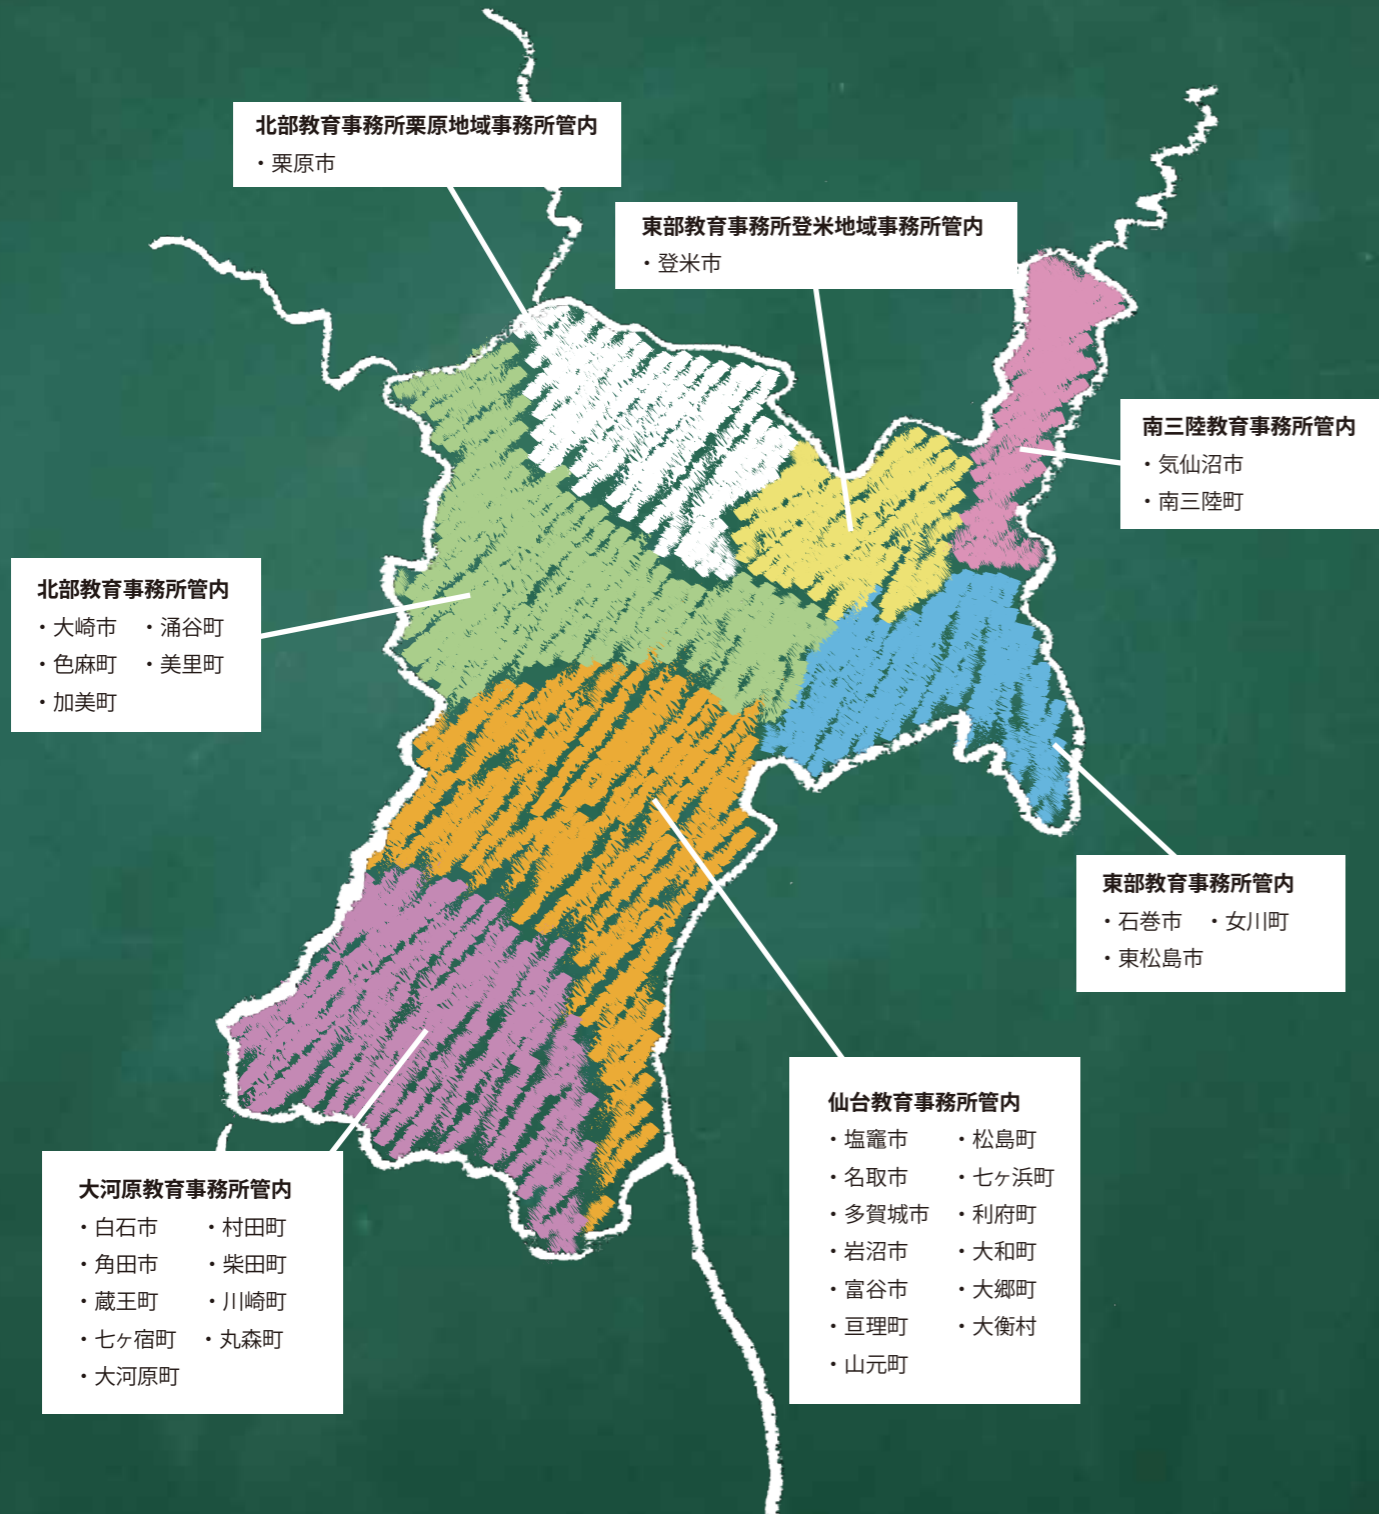 北部教育事務所栗原地域事務所管内
・栗原市
東部教育事務所登米地域事務所管内
・登米市
南三陸教育事務所管内
・気仙沼市
・南三陸町
北部教育事務所管内
・大崎市 ・涌谷町
・色麻町 ・美里町
・加美町
東部教育事務所管内
・石巻市 ・女川町
・東松島市
仙台教育事務所管内
・塩竈市 ・松島町
・名取市 ・七ヶ浜町
・多賀城市 ・利府町
・岩沼市 ・大和町
・富谷市 ・大郷町
・亘理町 ・大衡村
・山元町
大河原教育事務所管内
・白石市 ・村田町
・角田市 ・柴田町
・蔵王町 ・川崎町
・七ヶ宿町 ・丸森町
・大河原町